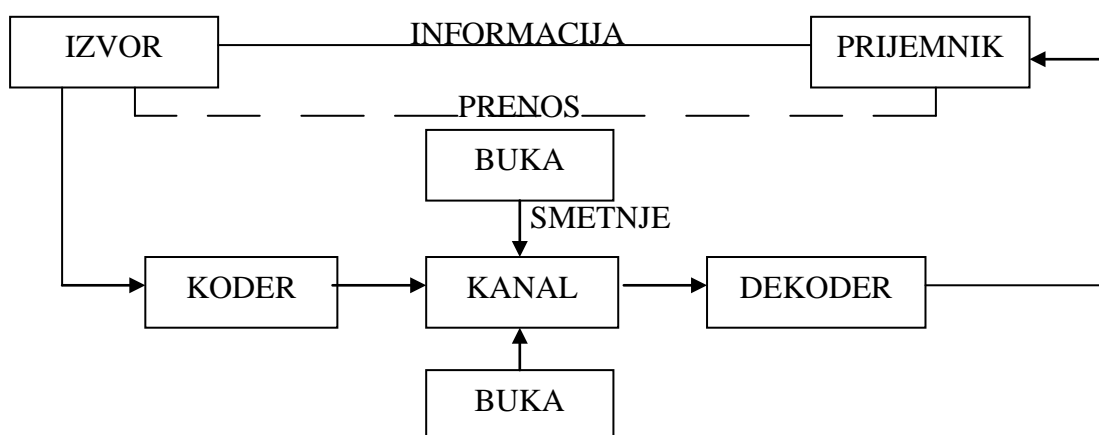 IZVOR INFORMACIJA PRIJEMNIK
PRENOS
BUKA
SMETNJE
KODER KANAL DEKODER
BUKA